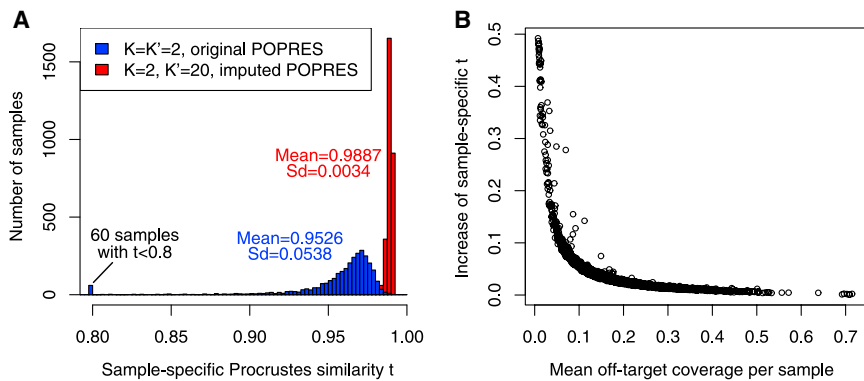 A
K=K'=2, original POPRES
K=2, K'=20, imputed POPRES
Number of samples
0
500
1000
1500
Mean=0.9887
Sd=0.0034
Mean=0.9526
Sd=0.0538
60 samples
with t<0.8
0.80
0.85
0.90
0.95
1.00
Sample-specific Procrustes similarity t
B
Increase of sample-specific t
0.0
0.1
0.2
0.3
0.4
0.5
0.0
0.1
0.2
0.3
0.4
0.5
0.6
0.7
Mean off-target coverage per sample